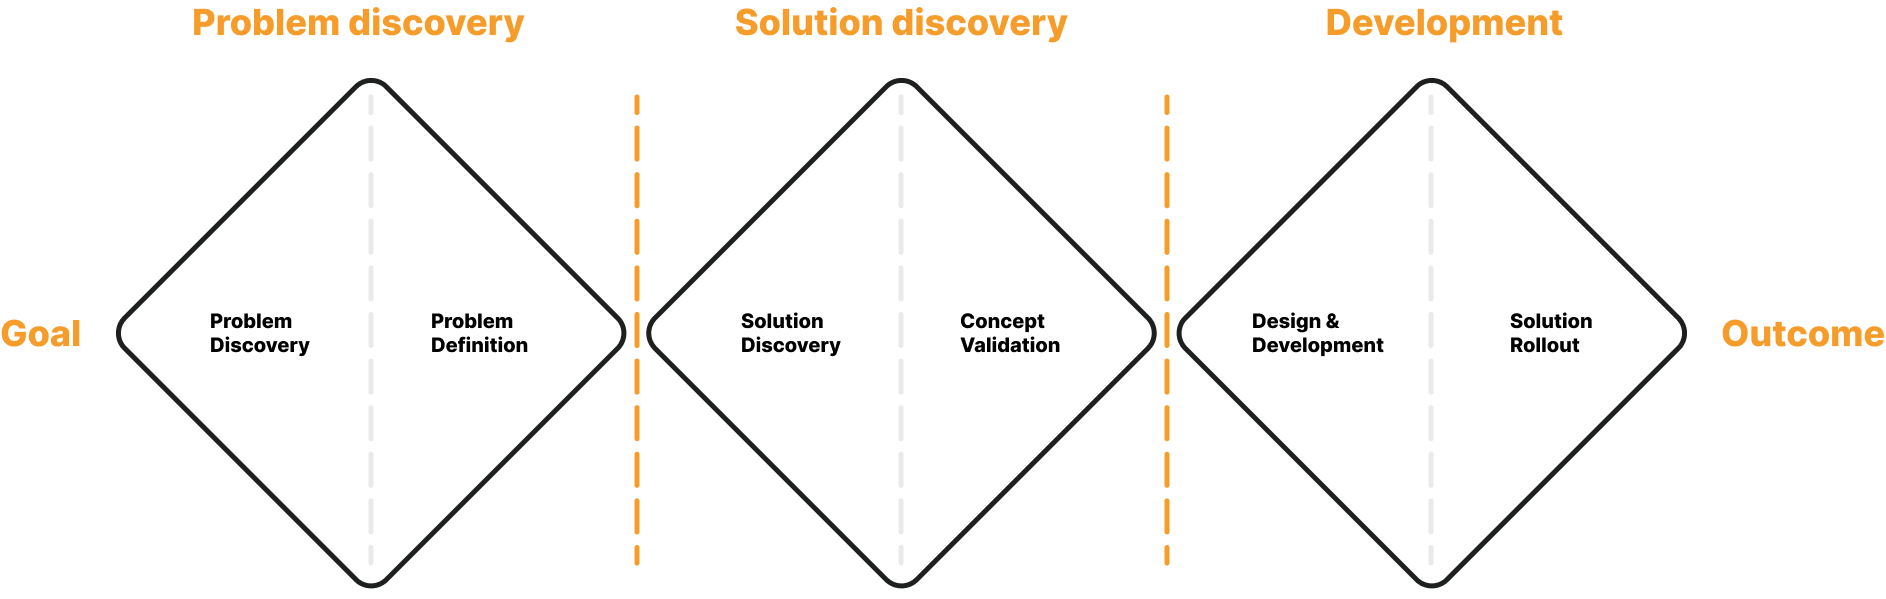 Problem discovery
Solution discovery
Development
Goal
Problem
Discovery
Problem
Definition
Solution
Discovery
Concept
Validation
Design &
Development
Solution
Rollout
Outcome